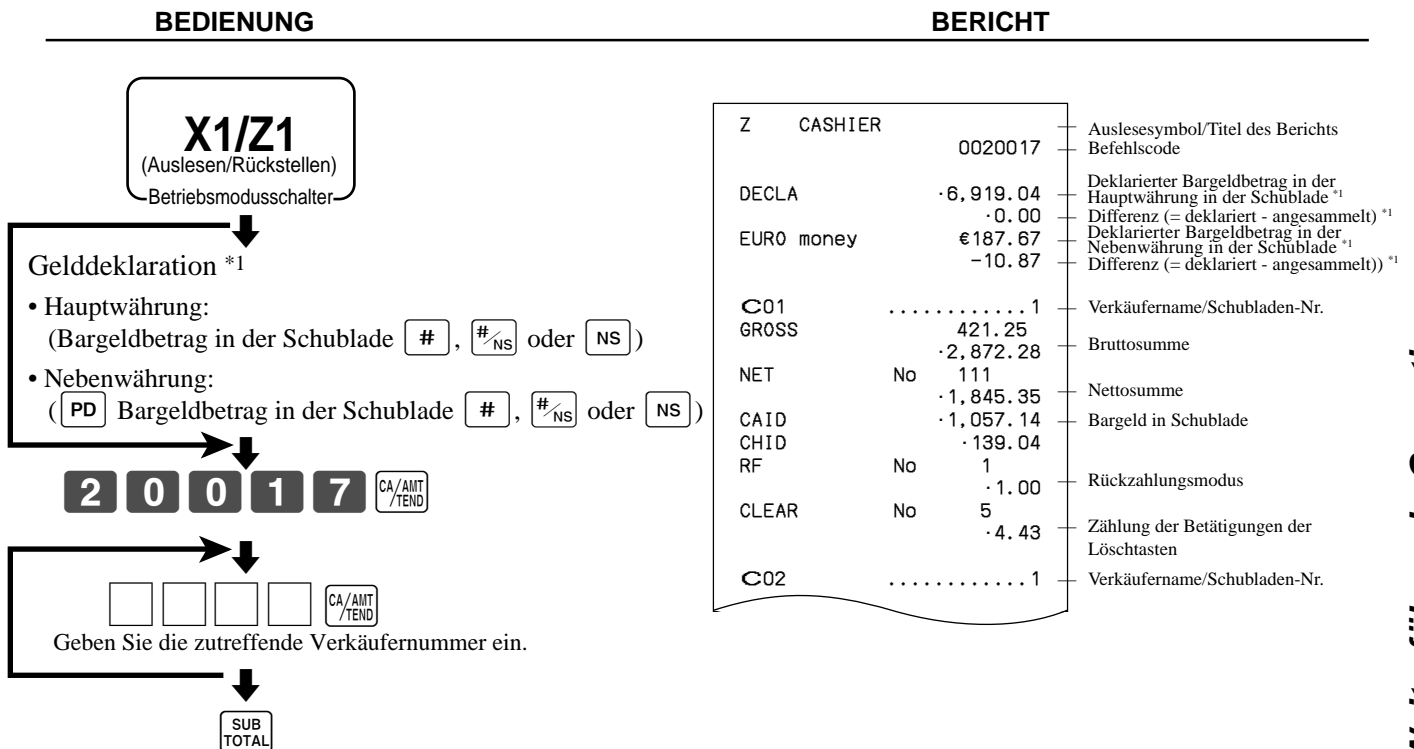 BEDIENUNG
BERICHT
X1/Z1
(Auslesen/Rückstellen)
Betriebsmodusschalter
Gelddeklaration *1
• Hauptwährung:
(Bargeldbetrag in der Schublade #, #/NS oder NS)
• Nebenwährung:
(PD Bargeldbetrag in der Schublade #, #/NS oder NS)
2 0 0 1 7 CA/AMT/TEND
CA/AMT/TEND
Geben Sie die zutreffende Verkäufernummer ein.
SUB
TOTAL
Z CASHIER Auslesesymbol/Titel des Berichts
0020017 Befehlscode
DECLA ·6,919.04 Deklarierter Bargeldbetrag in der
Hauptwährung in der Schublade *1
·0.00 Differenz (= deklariert - angesammelt) *1
EURO money €187.67 Deklarierter Bargeldbetrag in der
Nebenwährung in der Schublade *1
-10.87 Differenz (= deklariert - angesammelt)) *1
C01 ............1 Verkäufername/Schubladen-Nr.
GROSS 421.25
·2,872.28 Bruttosumme
NET No 111
·1,845.35 Nettosumme
CAID ·1,057.14 Bargeld in Schublade
CHID ·139.04
RF No 1
·1.00 Rückzahlungsmodus
CLEAR No 5
·4.43 Zählung der Betätigungen der
Löschtasten
C02 ............1 Verkäufername/Schubladen-Nr.